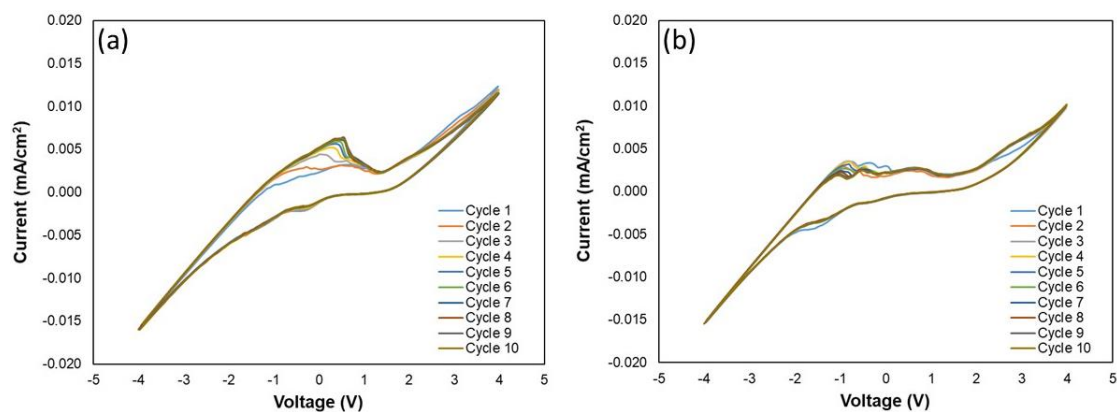 (a)
0.020
0.015
0.010
0.005
0.000
-0.005
-0.010
-0.015
-0.020
Current (mA/cm²)
-5 -4 -3 -2 -1 0 1 2 3 4 5
Voltage (V)
Cycle 1
Cycle 2
Cycle 3
Cycle 4
Cycle 5
Cycle 6
Cycle 7
Cycle 8
Cycle 9
Cycle 10
(b)
0.020
0.015
0.010
0.005
0.000
-0.005
-0.010
-0.015
-0.020
Current (mA/cm²)
-5 -4 -3 -2 -1 0 1 2 3 4 5
Voltage (V)
Cycle 1
Cycle 2
Cycle 3
Cycle 4
Cycle 5
Cycle 6
Cycle 7
Cycle 8
Cycle 9
Cycle 10